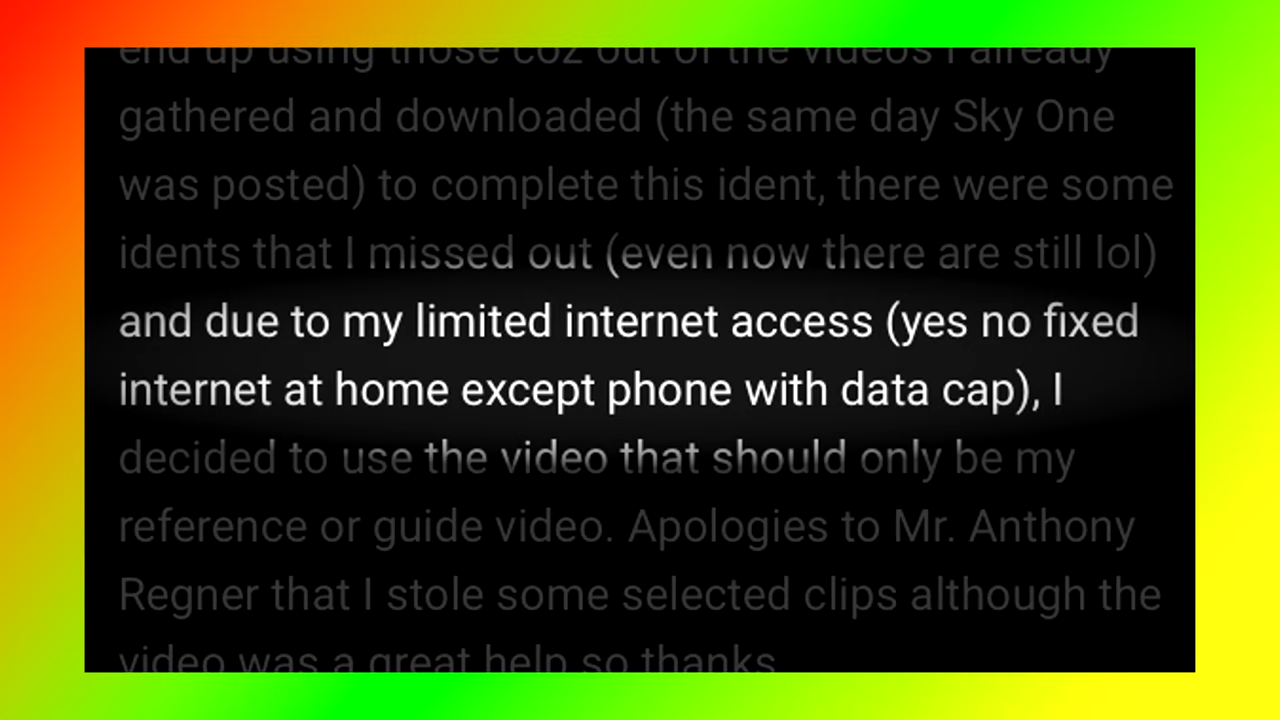 end up using those coz out of the videos I already
gathered and downloaded (the same day Sky One
was posted) to complete this ident, there were some
idents that I missed out (even now there are still lol)
and due to my limited internet access (yes no fixed
internet at home except phone with data cap), I
decided to use the video that should only be my
reference or guide video. Apologies to Mr. Anthony
Regner that I stole some selected clips although the
video was a great help so thanks